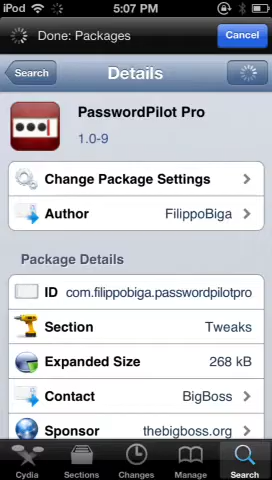 iPod 5:07 PM
Done: Packages Cancel
Search Details
PasswordPilot Pro
1.0-9
Change Package Settings
Author FilippoBiga
Package Details
ID com.filippobiga.passwordpilotpro
Section Tweaks
Expanded Size 268 kB
Contact BigBoss
Sponsor thebigboss.org
Cydia Sections Changes Manage Search